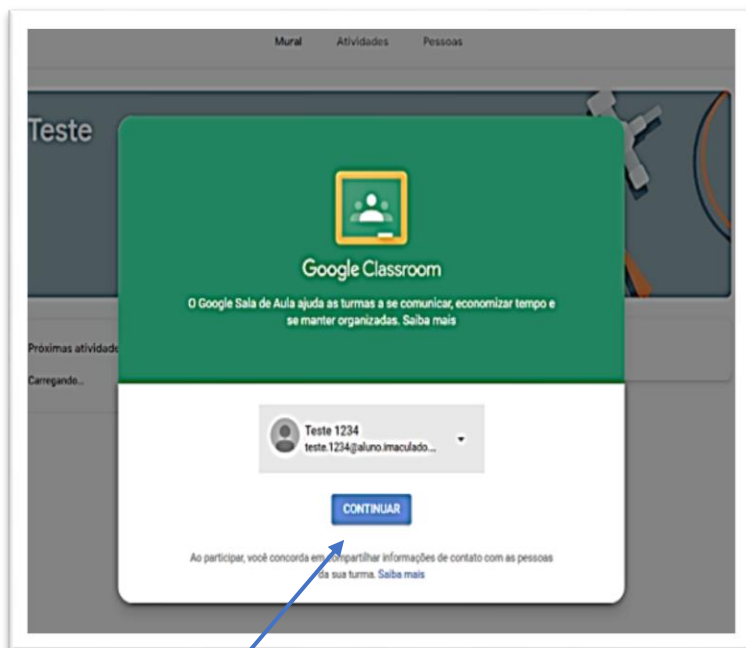 Mural Atividades Pessoas
Teste
Google Classroom
O Google Sala de Aula ajuda as turmas a se comunicar, economizar tempo e
se manter organizadas. Saiba mais
Próximas atividade
Carregando...
Teste 1234
teste.1234@aluno.imaculado...
CONTINUAR
Ao participar, você concorda em compartilhar informações de contato com as pessoas
da sua turma. Saiba mais